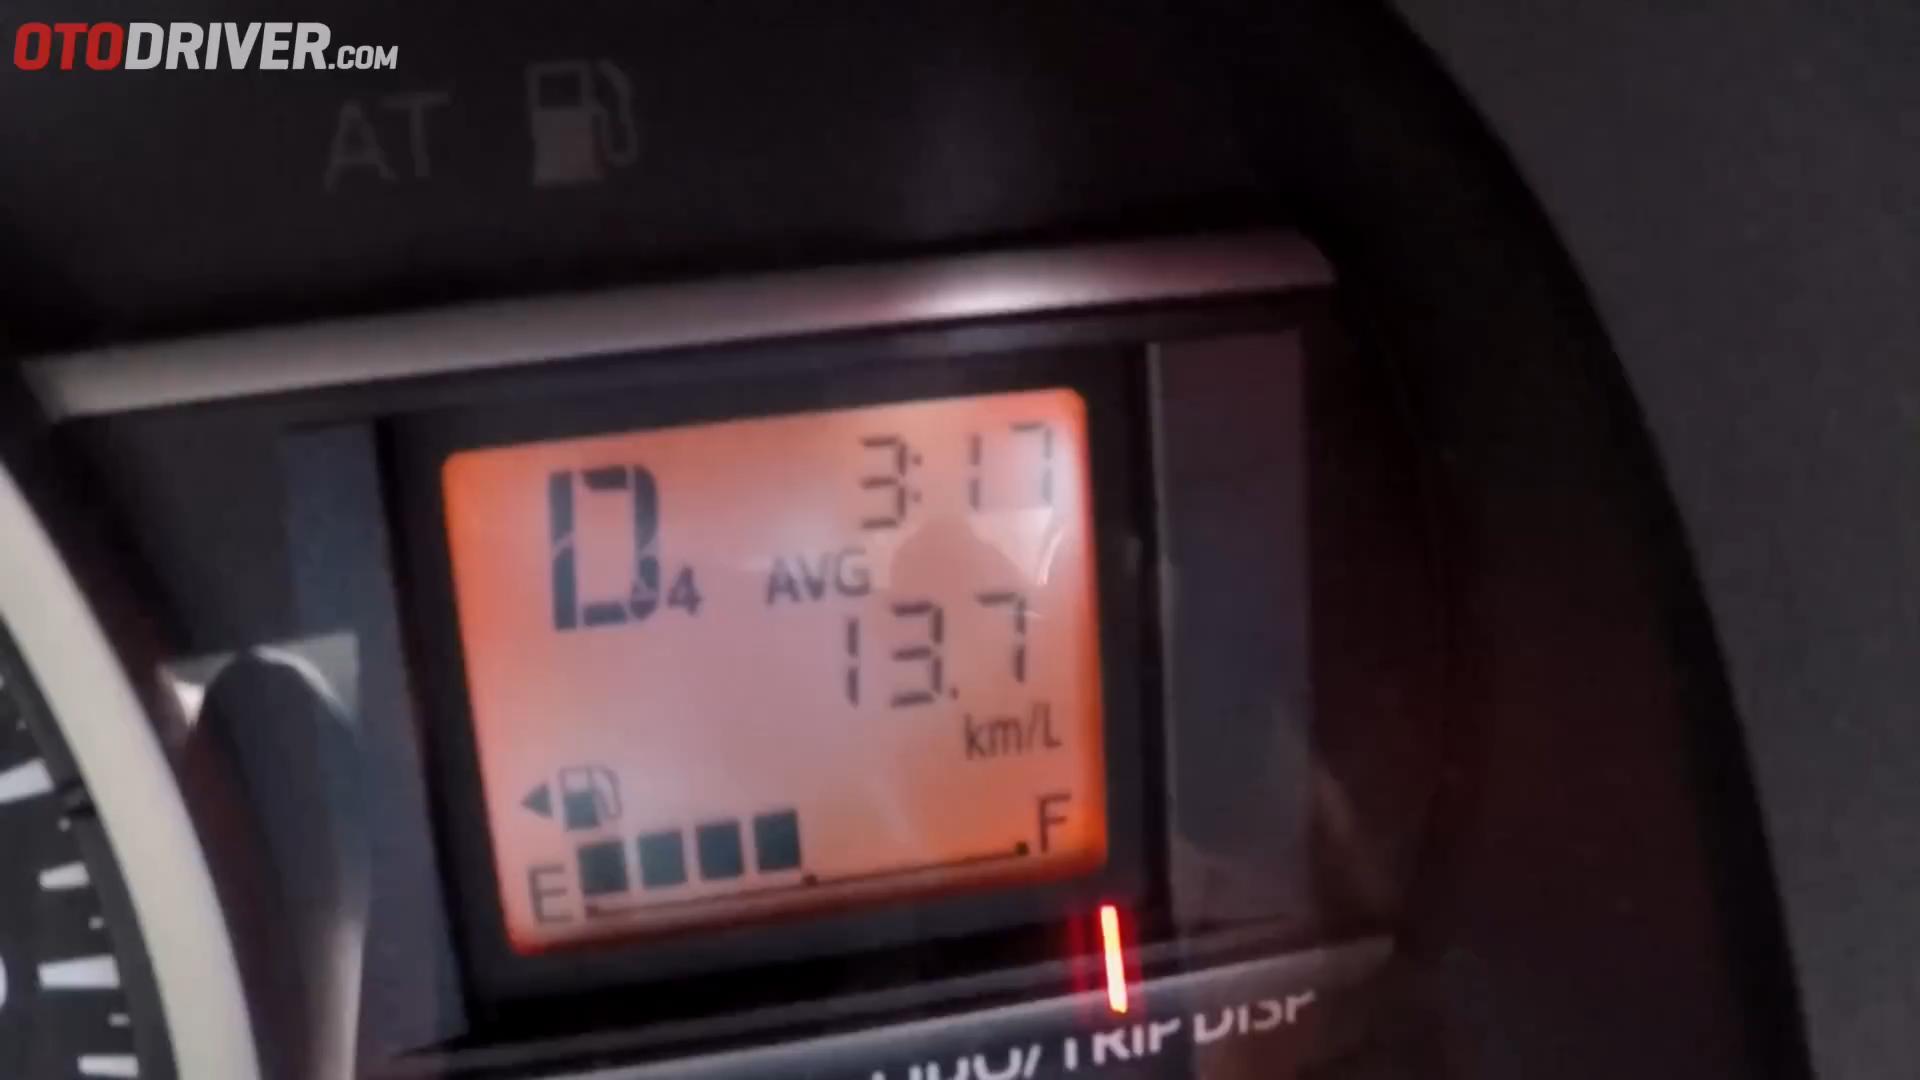 OTODRIVER.COM
AT
D4 3:17
AVG
13.7
km/L
E F
/TRIP DISP